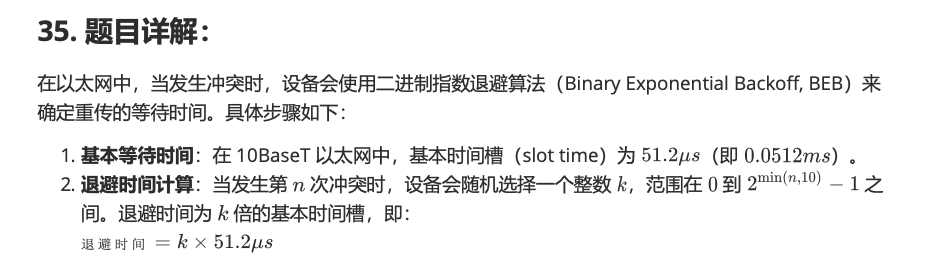 35. 题目详解：
在以太网中，当发生冲突时，设备会使用二进制指数退避算法（Binary Exponential Backoff, BEB）来
确定重传的等待时间。具体步骤如下：
1. 基本等待时间：在 10BaseT 以太网中，基本时间槽（slot time）为 51.2μs（即 0.0512ms）。
2. 退避时间计算：当发生第 n 次冲突时，设备会随机选择一个整数 k，范围在 0 到 2^{min(n,10)} − 1 之
间。退避时间为 k 倍的基本时间槽，即：
退避时间 = k × 51.2μs